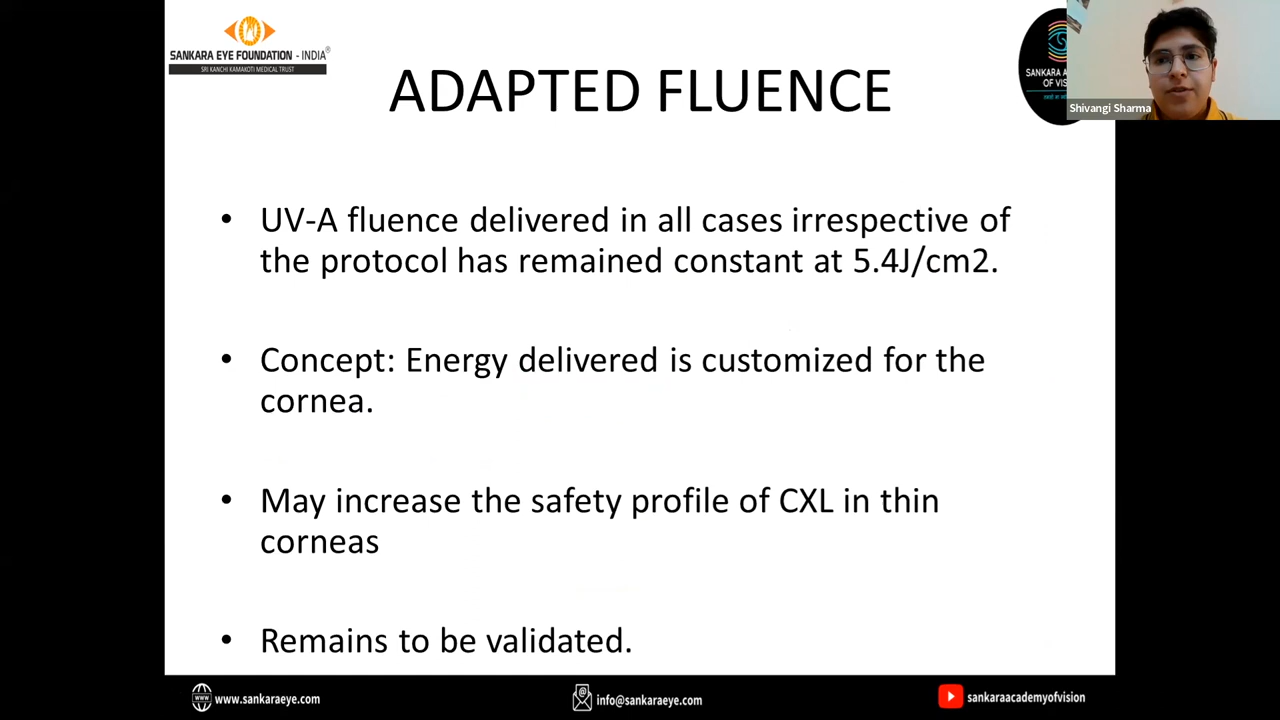 SANKARA EYE FOUNDATION - INDIA®
SRI KANCHI KAMAKOTI MEDICAL TRUST
SANKARA A
OF VIS
Shivangi Sharma
ADAPTED FLUENCE
• UV-A fluence delivered in all cases irrespective of
the protocol has remained constant at 5.4J/cm2.
• Concept: Energy delivered is customized for the
cornea.
• May increase the safety profile of CXL in thin
corneas
• Remains to be validated.
www.sankaraeye.com
info@sankaraeye.com
sankaraacademyofvision